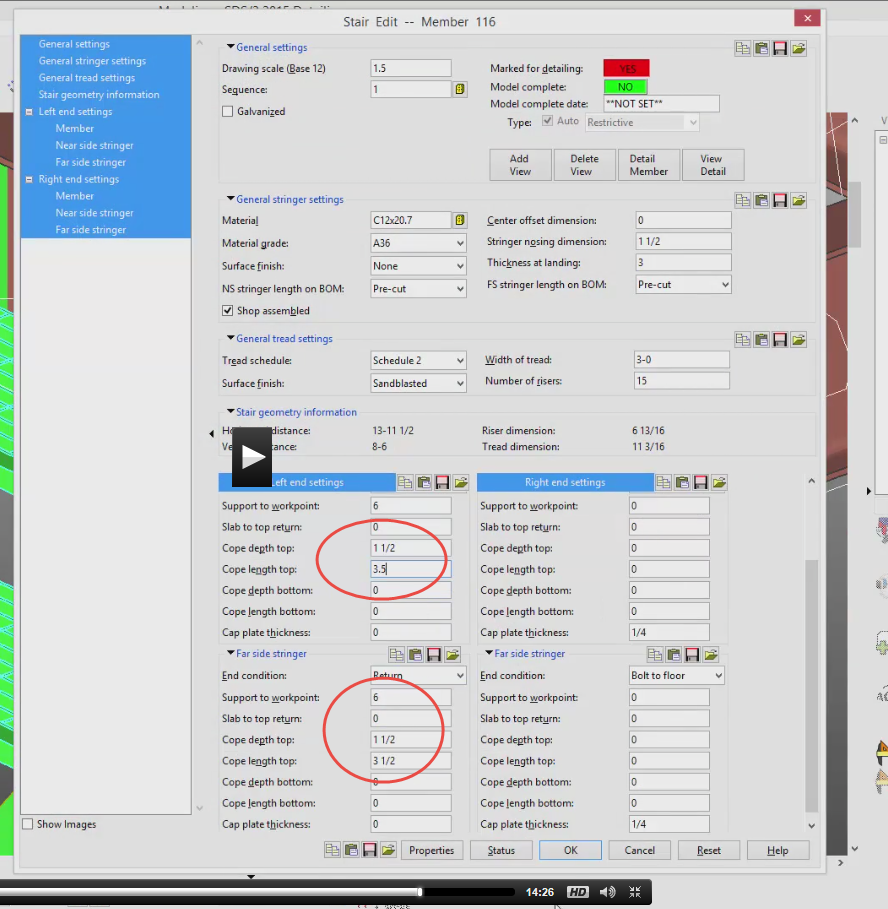 Stair Edit -- Member 116
General settings
General stringer settings
General tread settings
Stair geometry information
Left end settings
Member
Near side stringer
Far side stringer
Right end settings
Member
Near side stringer
Far side stringer
Show Images
General settings
Drawing scale (Base 12) 1.5
Sequence: 1
Galvanized
Marked for detailing: YES
Model complete: NO
Model complete date: **NOT SET**
Type: Auto Restrictive
Add View
Delete View
Detail Member
View Detail
General stringer settings
Material C12x20.7
Material grade: A36
Surface finish: None
NS stringer length on BOM: Pre-cut
Shop assembled
Center offset dimension: 0
Stringer nosing dimension: 1 1/2
Thickness at landing: 3
FS stringer length on BOM: Pre-cut
General tread settings
Tread schedule: Schedule 2
Surface finish: Sandblasted
Width of tread: 3-0
Number of risers: 15
Stair geometry information
distance: 13-11 1/2
Riser dimension: 6 13/16
tance: 8-6
Tread dimension: 11 3/16
Left end settings
Support to workpoint: 6
Slab to top return: 0
Cope depth top: 1 1/2
Cope length top: 3.5
Cope depth bottom: 0
Cope length bottom: 0
Cap plate thickness: 0
Far side stringer
End condition: Return
Support to workpoint: 6
Slab to top return: 0
Cope depth top: 1 1/2
Cope length top: 3 1/2
Cope depth bottom: 0
Cope length bottom: 0
Cap plate thickness: 0
Right end settings
Support to workpoint: 0
Slab to top return: 0
Cope depth top: 0
Cope length top: 0
Cope depth bottom: 0
Cope length bottom: 0
Cap plate thickness: 1/4
Far side stringer
End condition: Bolt to floor
Support to workpoint: 0
Slab to top return: 0
Cope depth top: 0
Cope length top: 0
Cope depth bottom: 0
Cope length bottom: 0
Cap plate thickness: 1/4
Properties Status OK Cancel Reset Help
14:26 HD